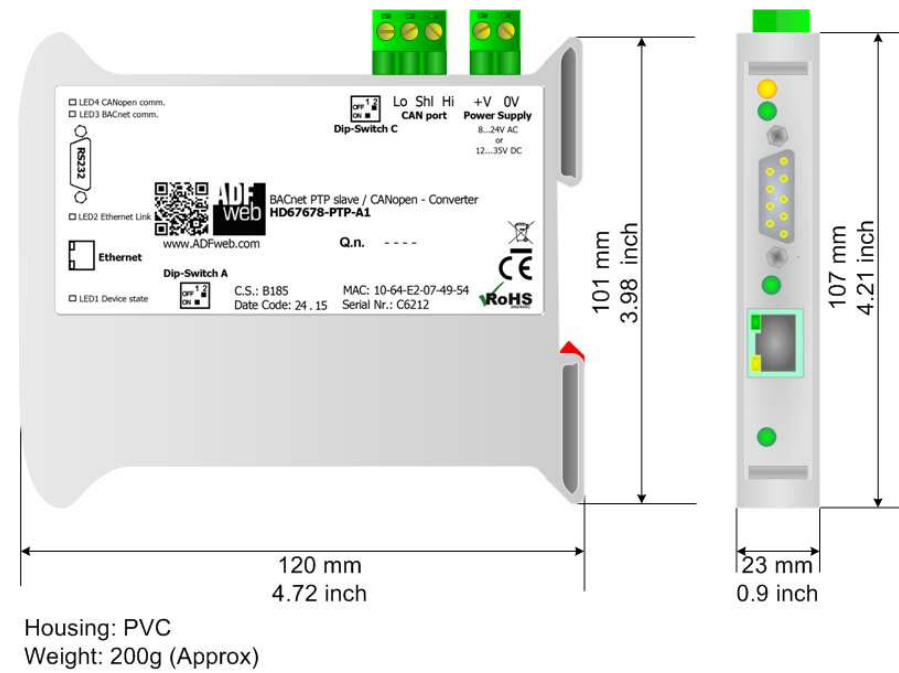 LED4 CANopen comm.
LED3 BACnet comm.
RS232
LED2 Ethernet Link
Ethernet
LED1 Device state
OFF 1 2
ON
Dip-Switch C
Lo Shl Hi
CAN port
+V 0V
Power Supply
8...24V AC
or
12...35V DC
ADF
web
www.ADFweb.com
BACnet PTP slave / CANopen - Converter
HD67678-PTP-A1
Q.n. - - - -
Dip-Switch A
OFF 1 2
ON
C.S.: B185
Date Code: 24 . 15
MAC: 10-64-E2-07-49-54
Serial Nr.: C6212
CE
RoHS
101 mm
3.98 inch
107 mm
4.21 inch
120 mm
4.72 inch
23 mm
0.9 inch
Housing: PVC
Weight: 200g (Approx)